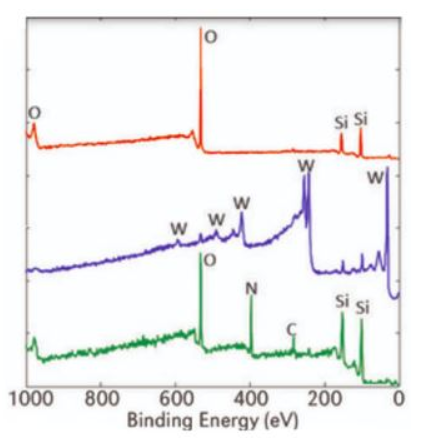 O
O
Si Si
W
W
W
W
W
O
N
C
Si Si
1000 800 600 400 200 0
Binding Energy (eV)